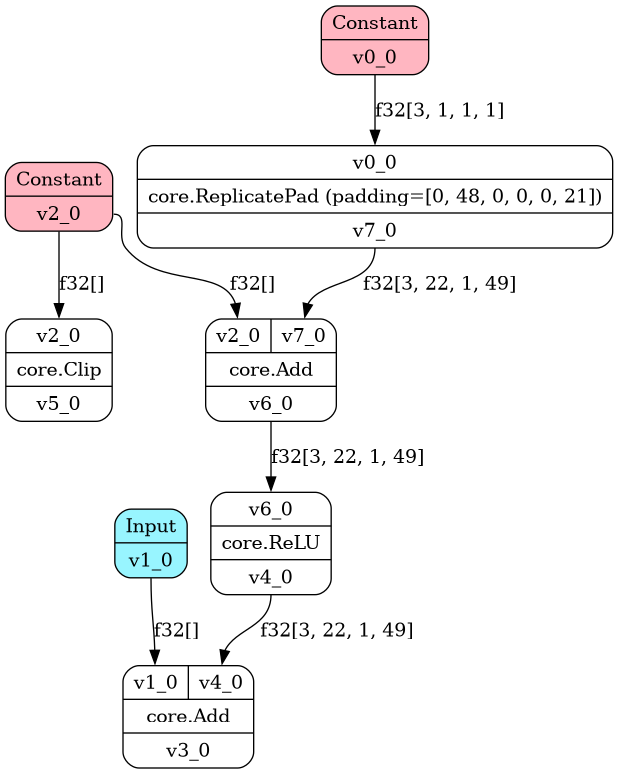 Constant
v0_0
f32[3, 1, 1, 1]
v0_0
core.ReplicatePad (padding=[0, 48, 0, 0, 0, 21])
v7_0
Constant
v2_0
f32[]
f32[]
f32[3, 22, 1, 49]
v2_0
core.Clip
v5_0
v2_0 v7_0
core.Add
v6_0
f32[3, 22, 1, 49]
v6_0
core.ReLU
v4_0
Input
v1_0
f32[]
f32[3, 22, 1, 49]
v1_0 v4_0
core.Add
v3_0